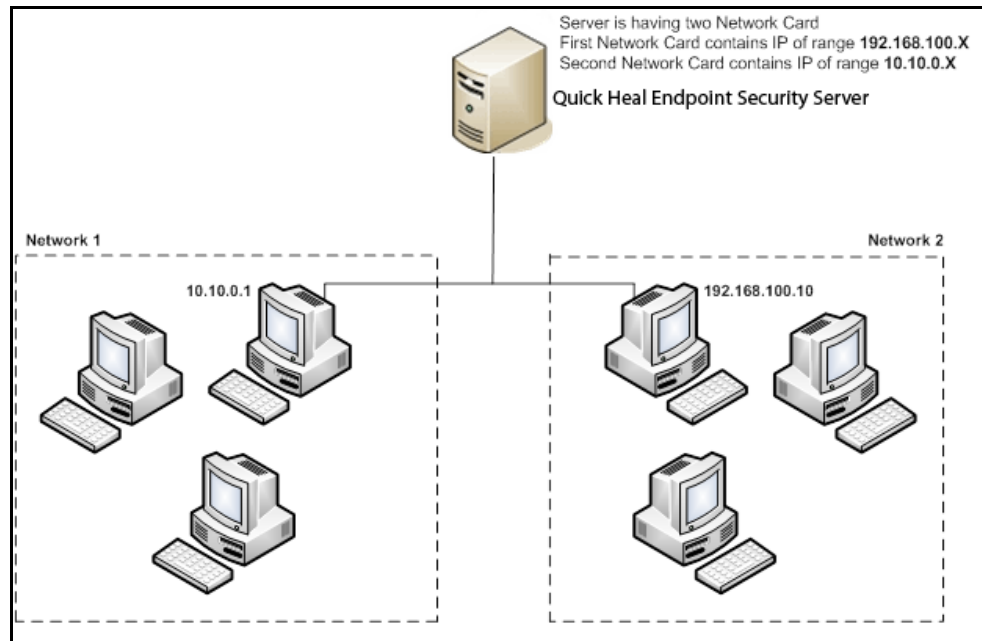 Server is having two Network Card
First Network Card contains IP of range 192.168.100.X
Second Network Card contains IP of range 10.10.0.X
Quick Heal Endpoint Security Server
Network 1
Network 2
10.10.0.1
192.168.100.10